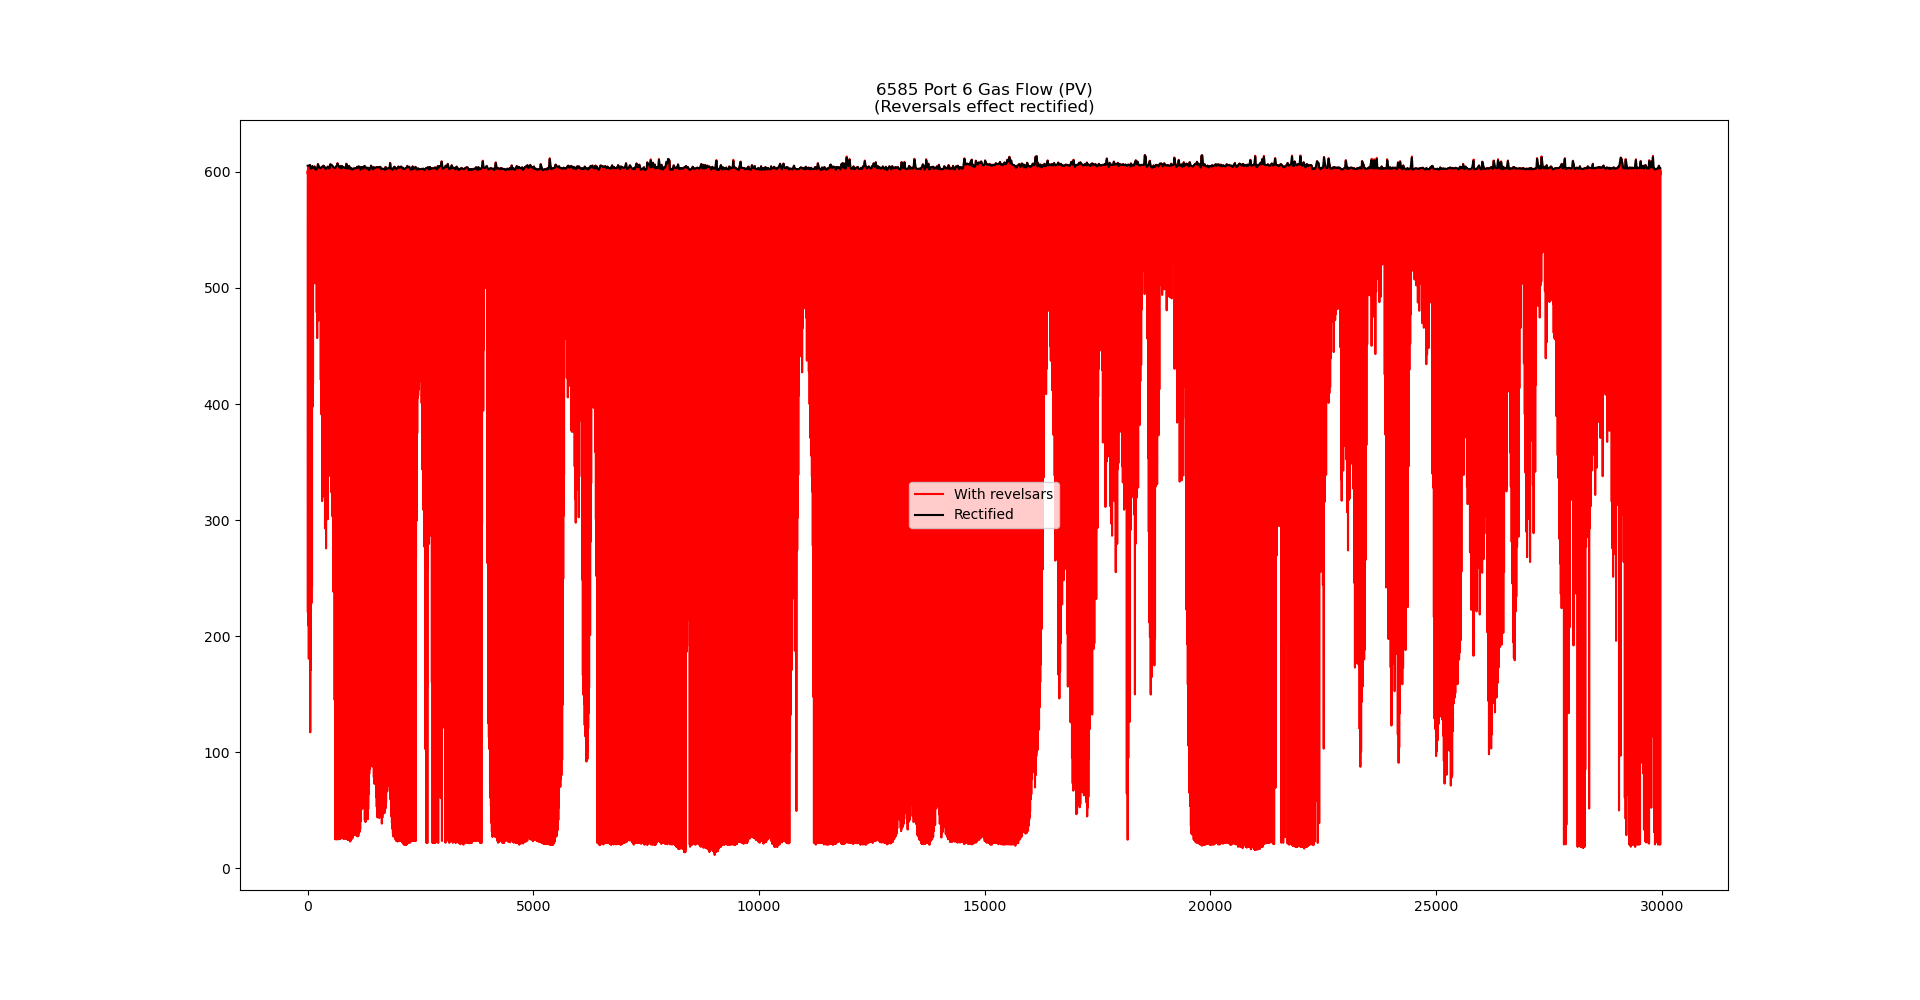 6585 Port 6 Gas Flow (PV)
(Reversals effect rectified)
600
500
400
300
200
100
0
With revelsars
Rectified
0 5000 10000 15000 20000 25000 30000